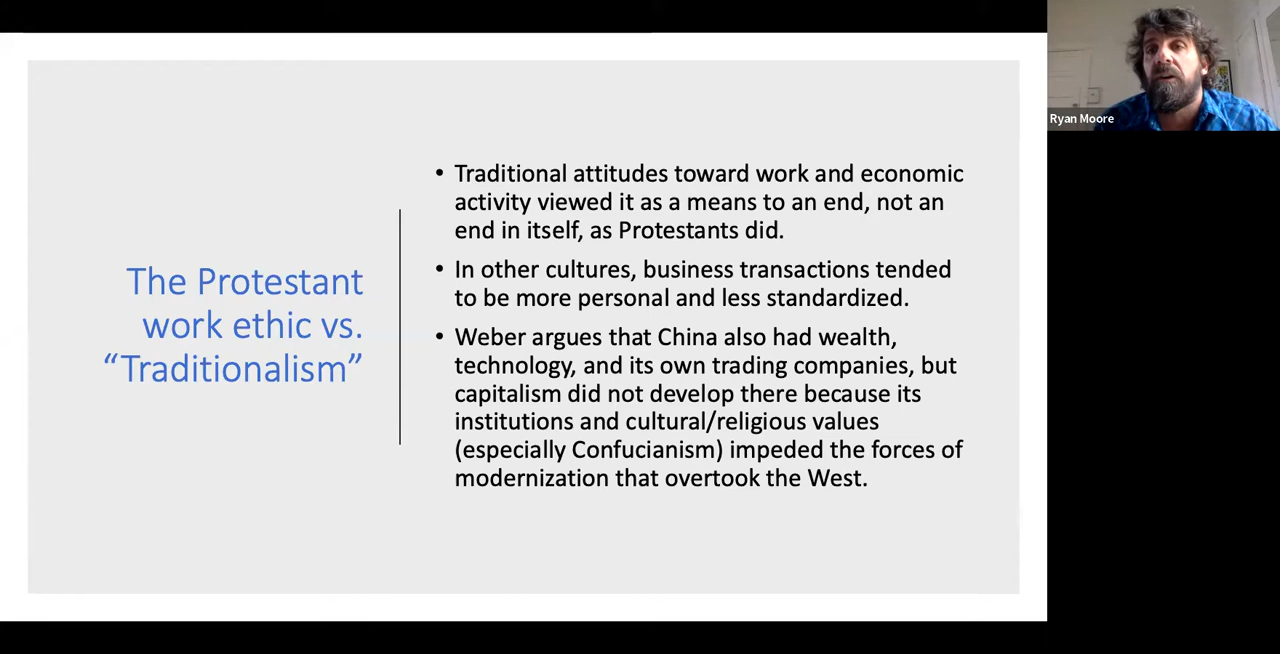 The Protestant
work ethic vs.
“Traditionalism”
• Traditional attitudes toward work and economic
activity viewed it as a means to an end, not an
end in itself, as Protestants did.
• In other cultures, business transactions tended
to be more personal and less standardized.
• Weber argues that China also had wealth,
technology, and its own trading companies, but
capitalism did not develop there because its
institutions and cultural/religious values
(especially Confucianism) impeded the forces of
modernization that overtook the West.
Ryan Moore